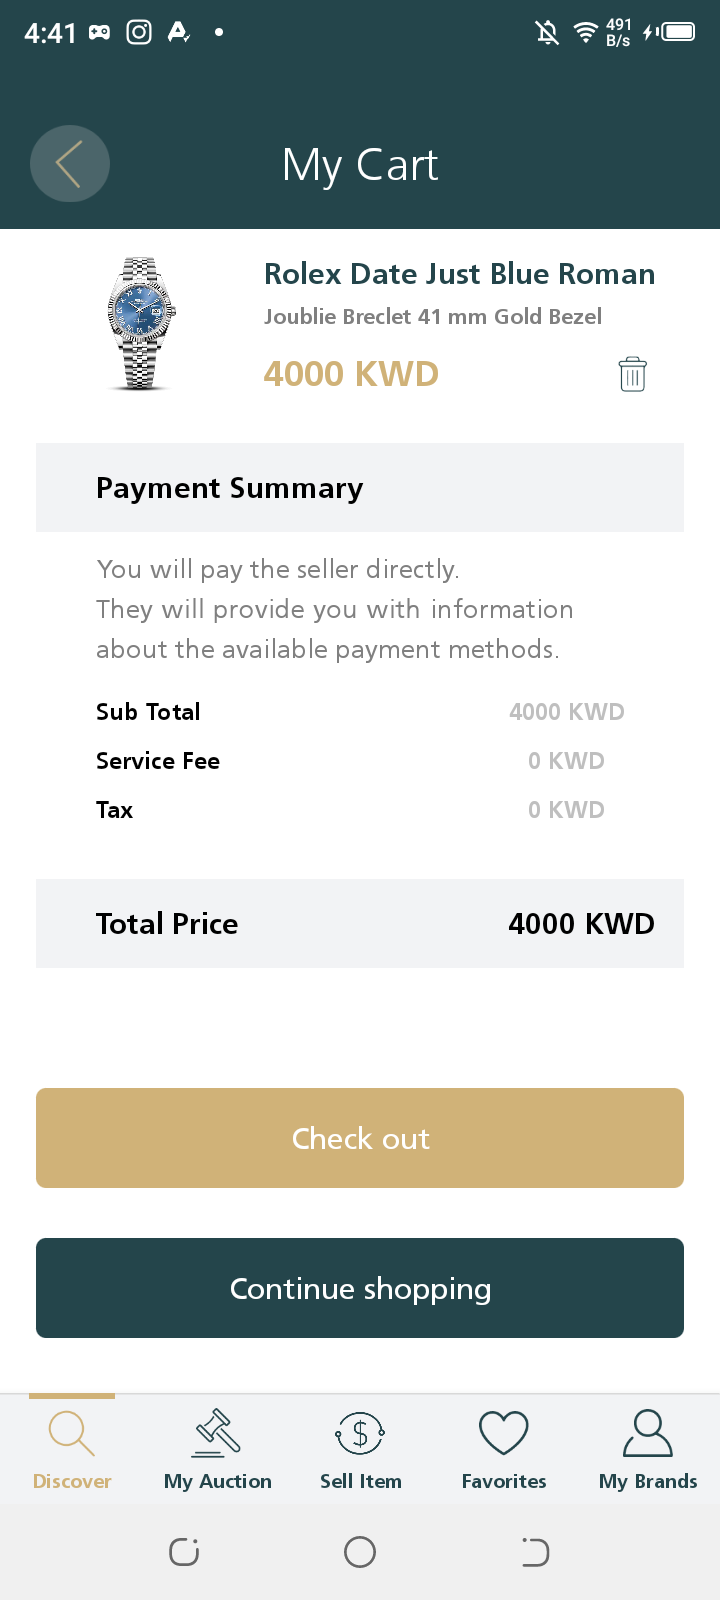 4:41
491
B/s
My Cart
Rolex Date Just Blue Roman
Joublie Breclet 41 mm Gold Bezel
4000 KWD
Payment Summary
You will pay the seller directly.
They will provide you with information
about the available payment methods.
Sub Total 4000 KWD
Service Fee 0 KWD
Tax 0 KWD
Total Price 4000 KWD
Check out
Continue shopping
Discover My Auction Sell Item Favorites My Brands